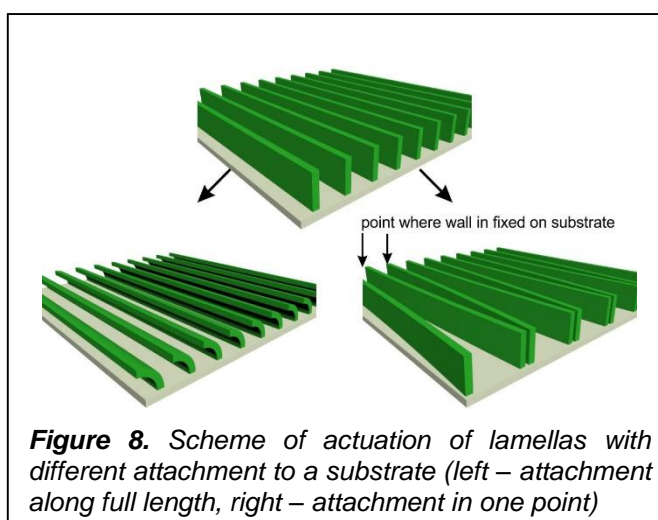 point where wall in fixed on substrate
Figure 8. Scheme of actuation of lamellas with
different attachment to a substrate (left – attachment
along full length, right – attachment in one point)